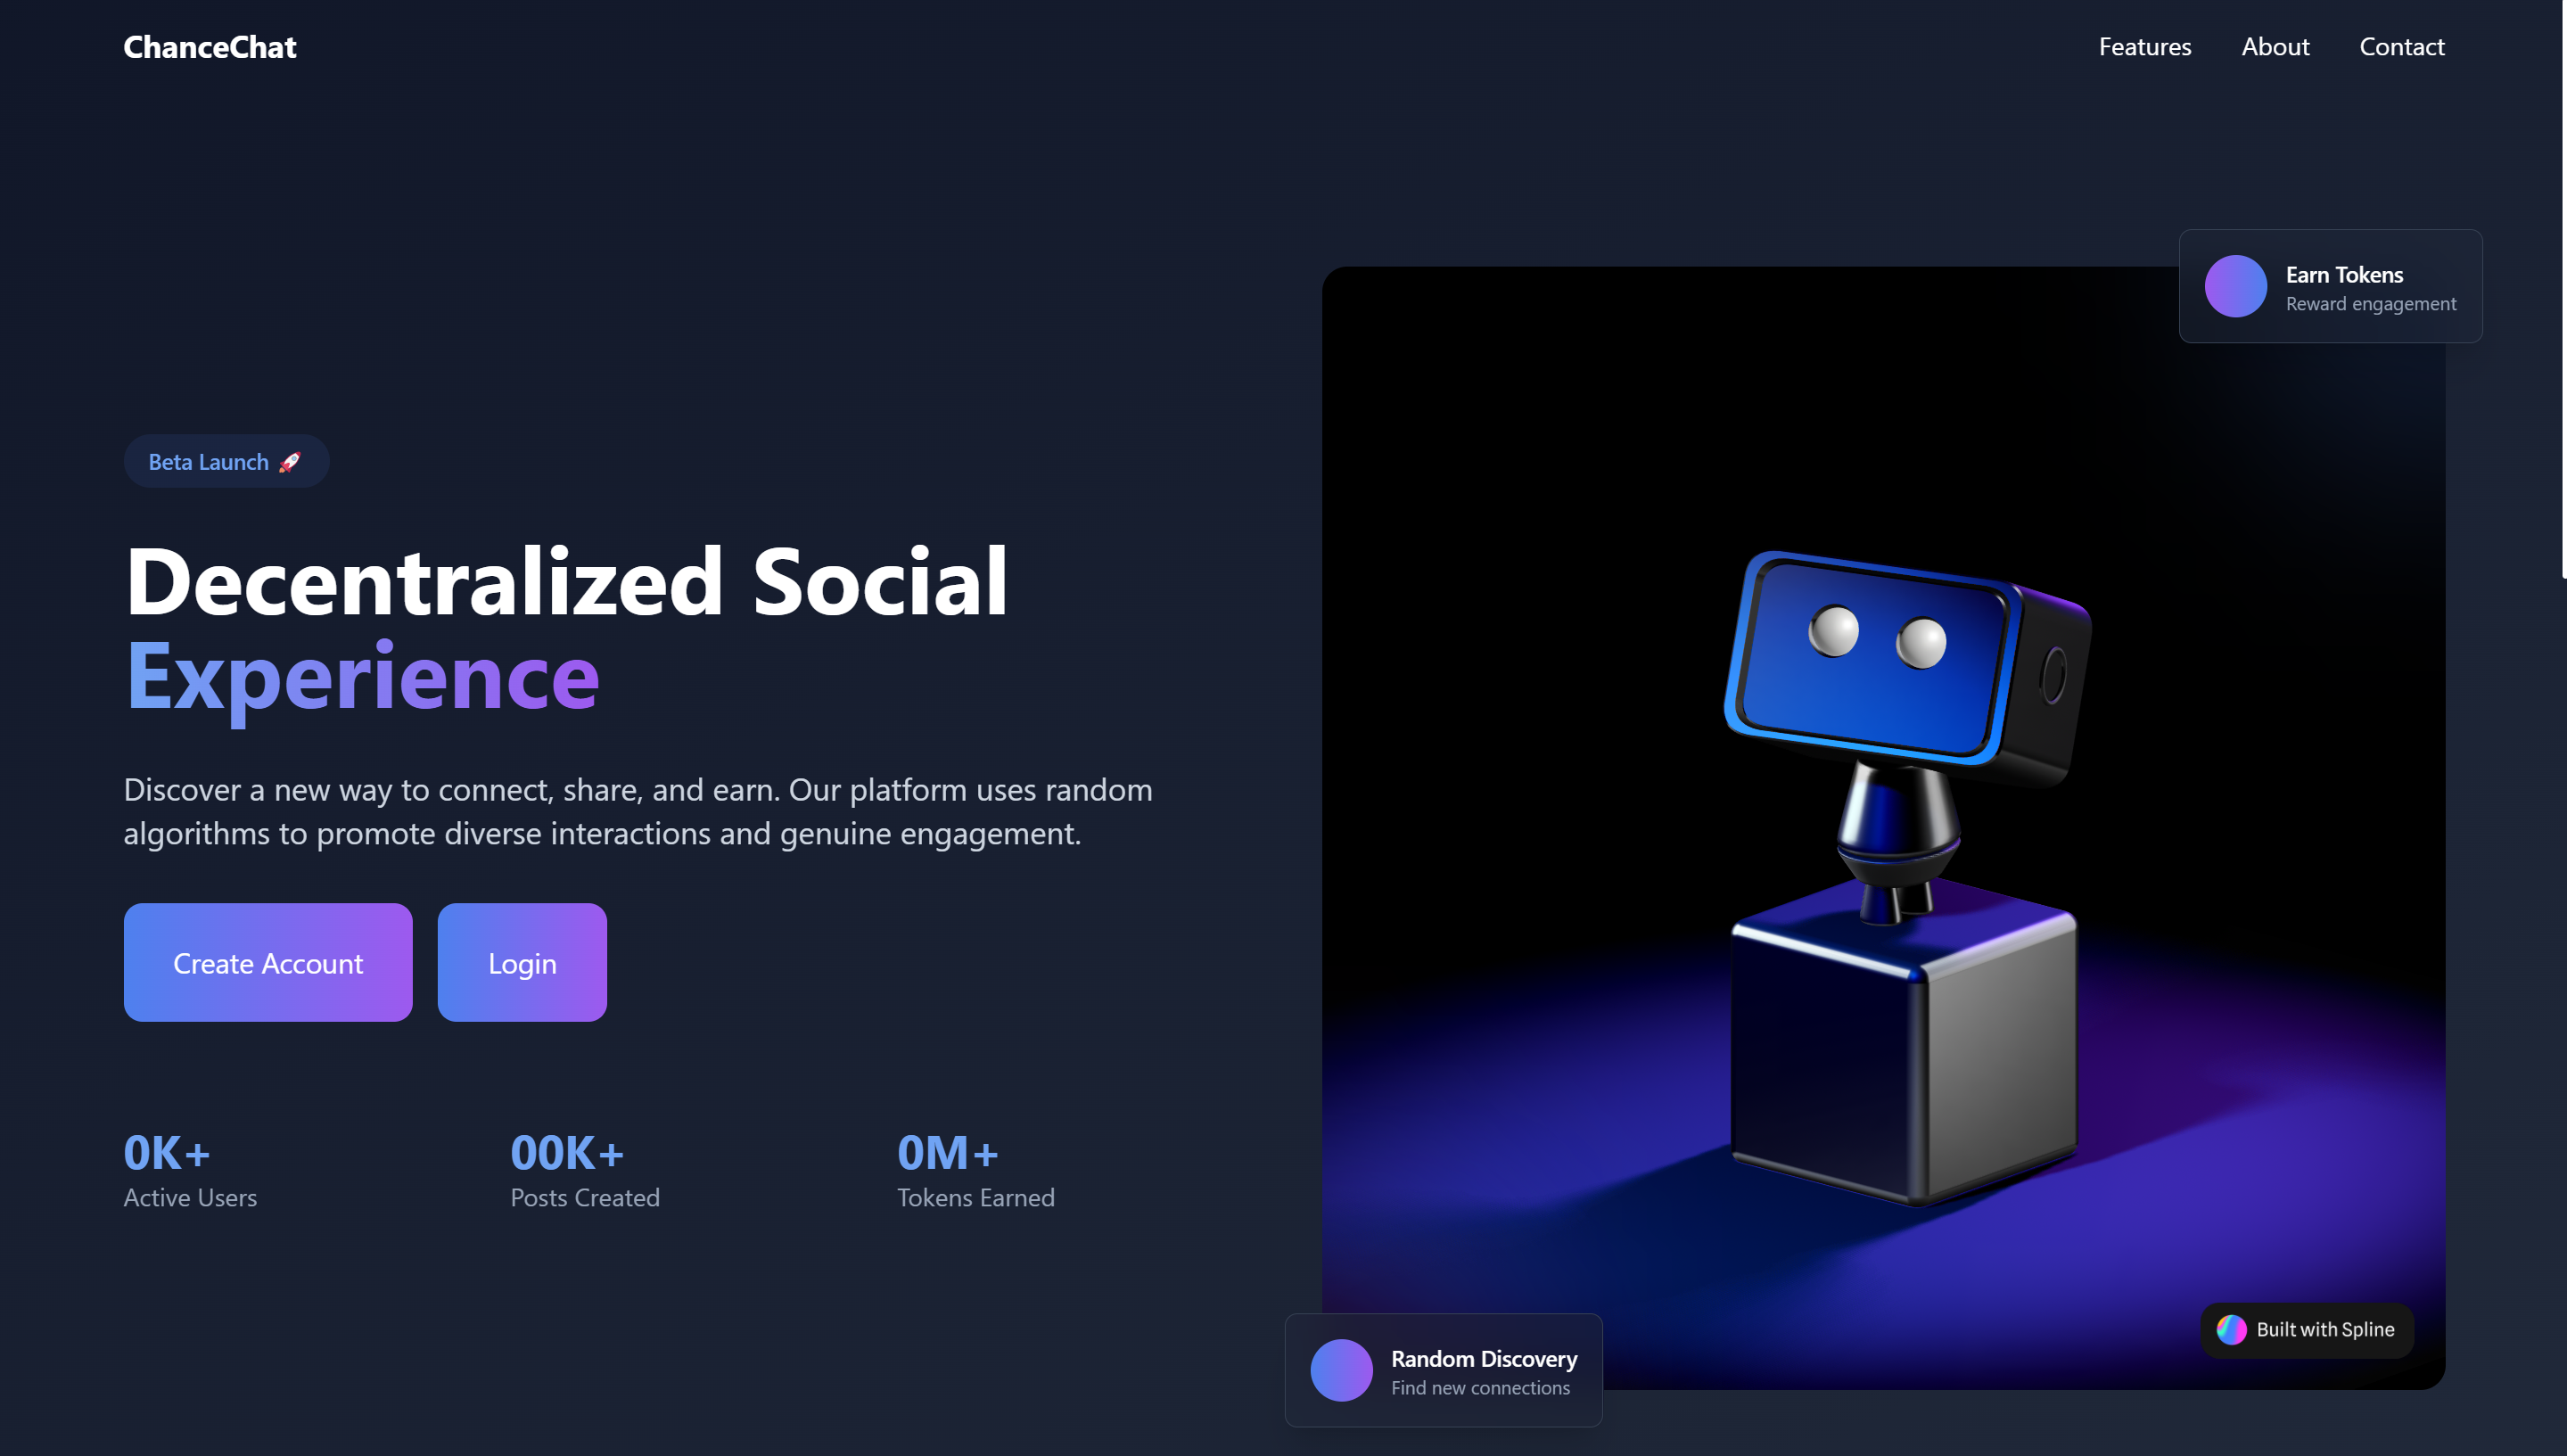 ChanceChat
Features
About
Contact
Earn Tokens
Reward engagement
Beta Launch 🚀
Decentralized Social
Experience
Discover a new way to connect, share, and earn. Our platform uses random
algorithms to promote diverse interactions and genuine engagement.
Create Account
Login
0K+
Active Users
00K+
Posts Created
0M+
Tokens Earned
Built with Spline
Random Discovery
Find new connections